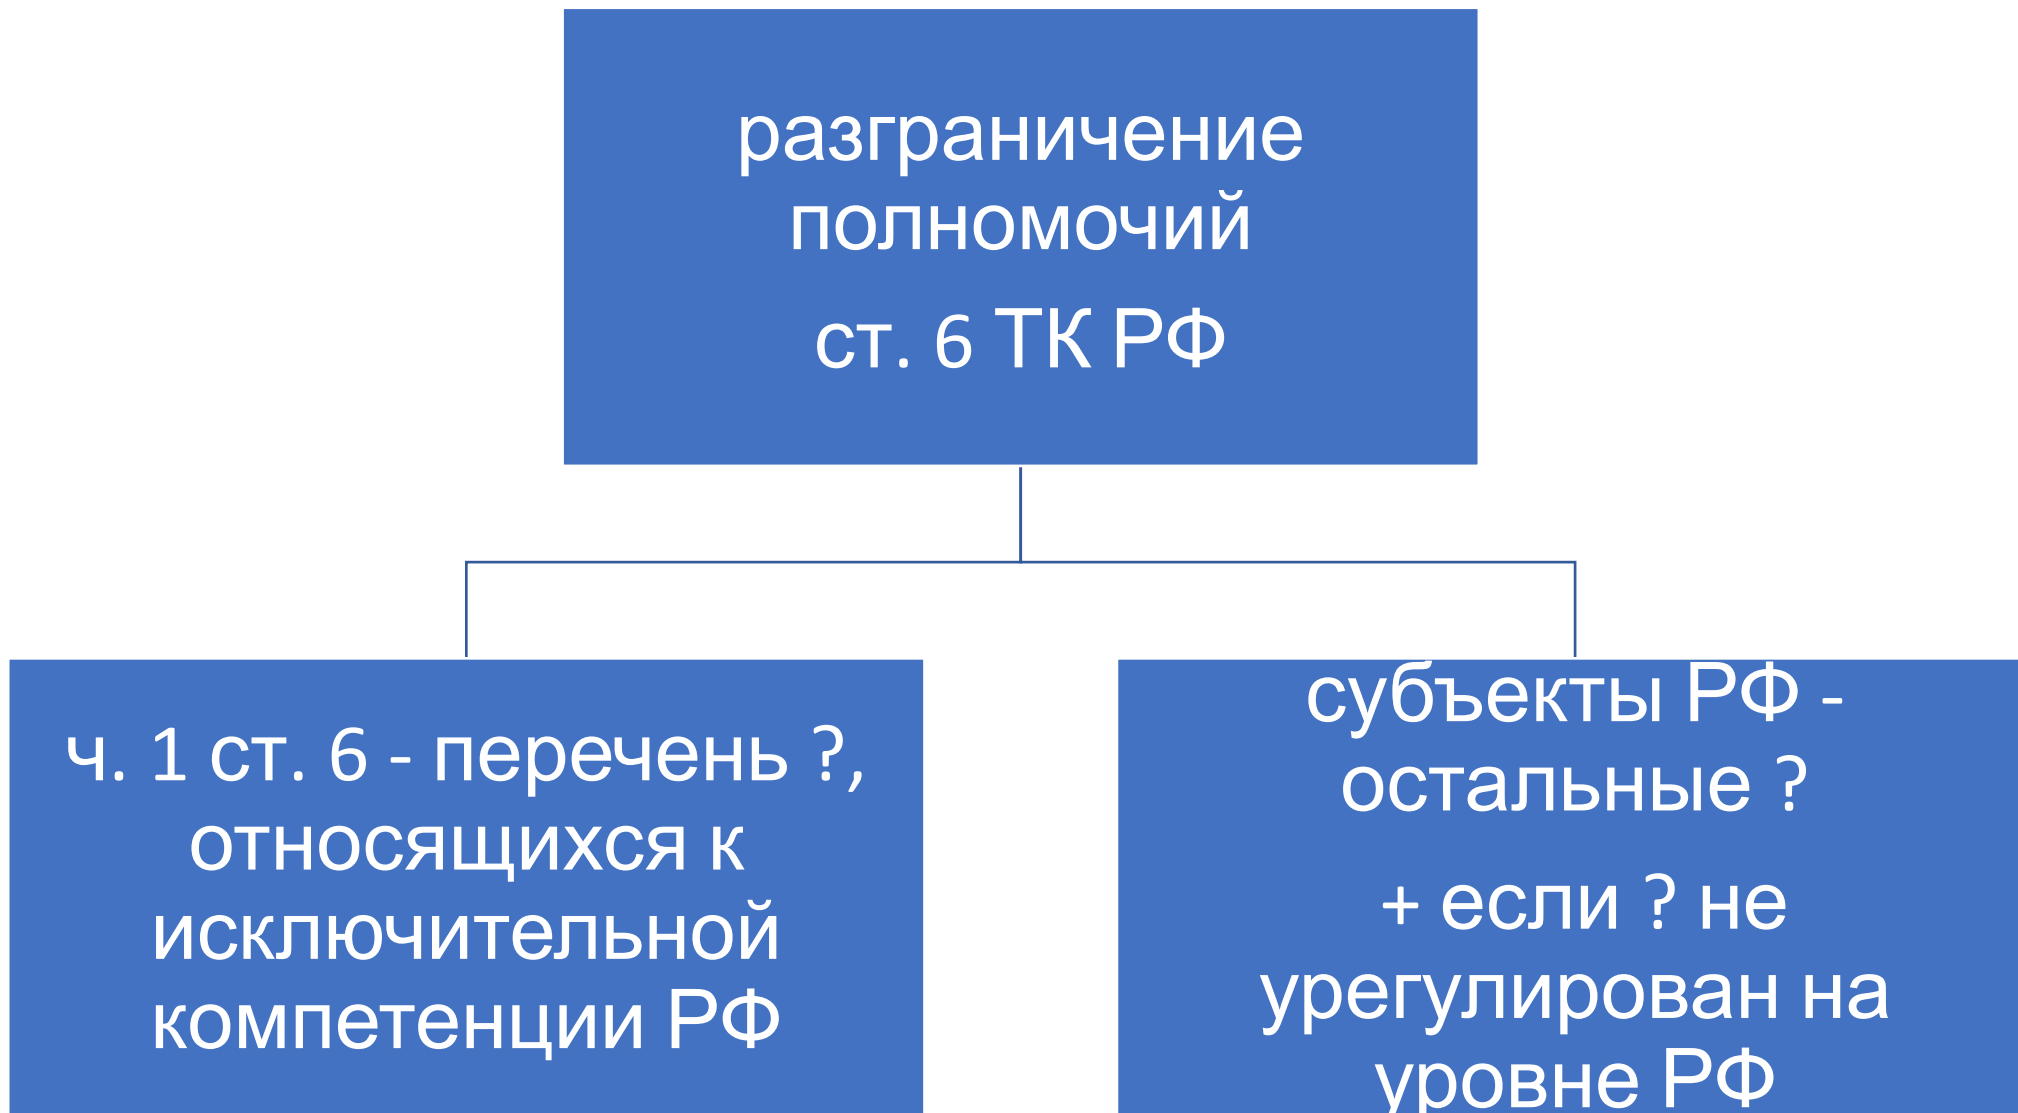 разграничение
полномочий
ст. 6 ТК РФ
ч. 1 ст. 6 - перечень ?,
относящихся к
исключительной
компетенции РФ
субъекты РФ -
остальные ?
+ если ? не
урегулирован на
уровне РФ